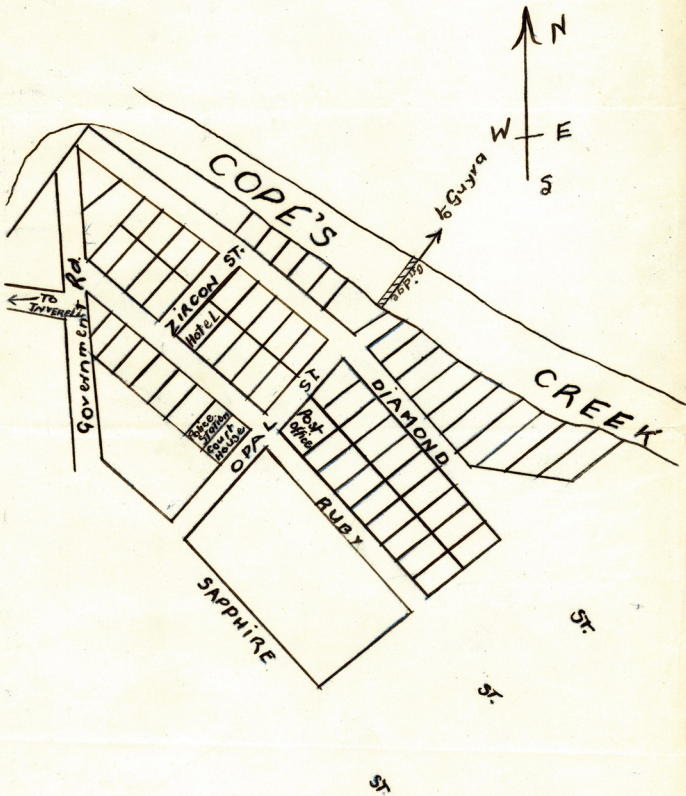 N
W E
S
To Guyra
Bridge
COPE'S
CREEK
ZIRCON ST.
Hotel
Government Rd.
TO
INVERELL
Police
Station
Court
House
OPAL ST
Post
Office
DIAMOND
RUBY
SAPPHIRE
ST.
ST.
ST.